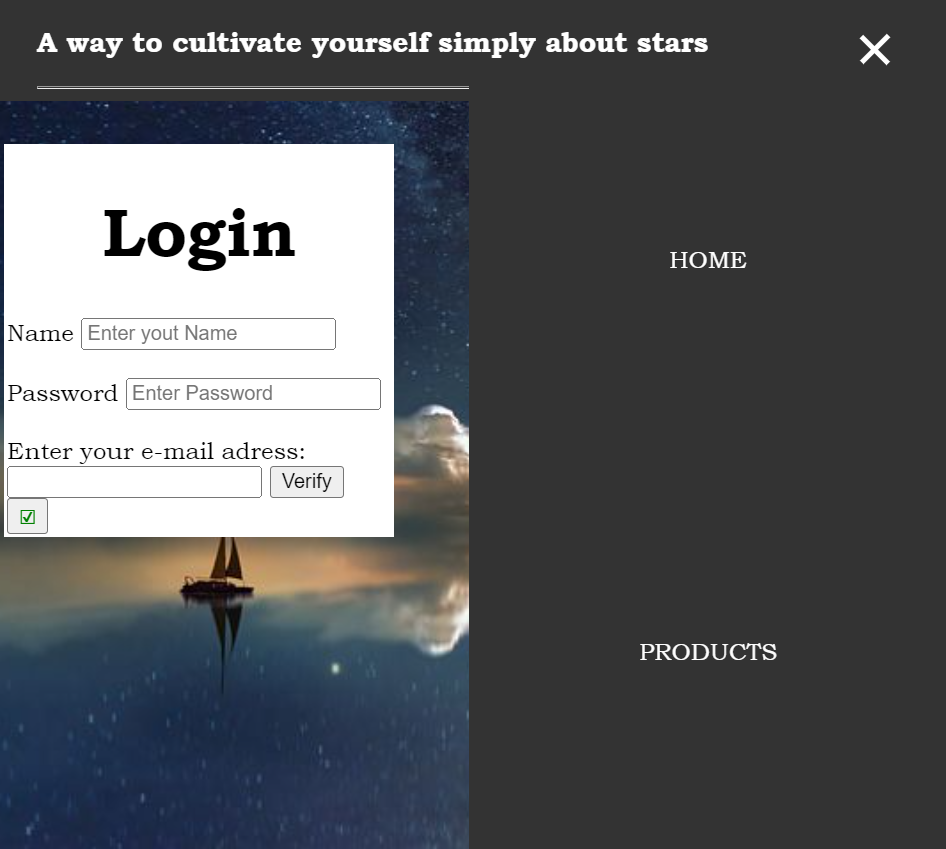 A way to cultivate yourself simply about stars
Login
HOME
Name Enter yout Name
Password Enter Password
Enter your e-mail adress:
Verify
PRODUCTS